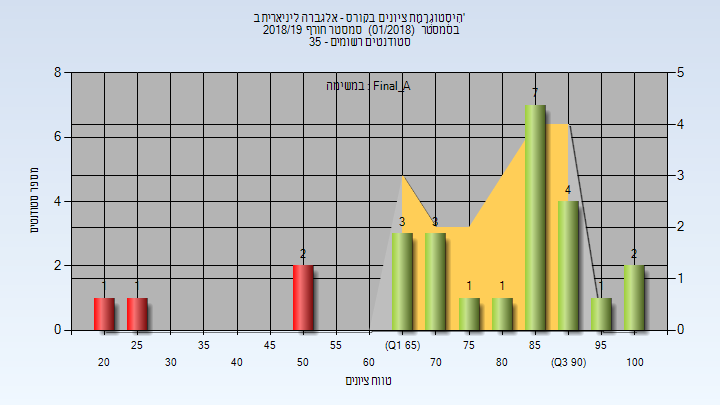 הִיסטוֹגרָמַת ציונים בקורס - אלגברה ליניארית ב'
בסמסטר (01/2018) סמסטר חורף 2018/19
סטודנטים רשומים - 35
במשימה : Final_A
8 5
7
6 4
4
4 3
3 3
2 2 2
2 1
1 1 1 1 1
0 0
25 35 45 55 (Q1 65) 75 85 95
20 30 40 50 60 70 80 (Q3 90) 100
מספר סטודנטים
טווח ציונים